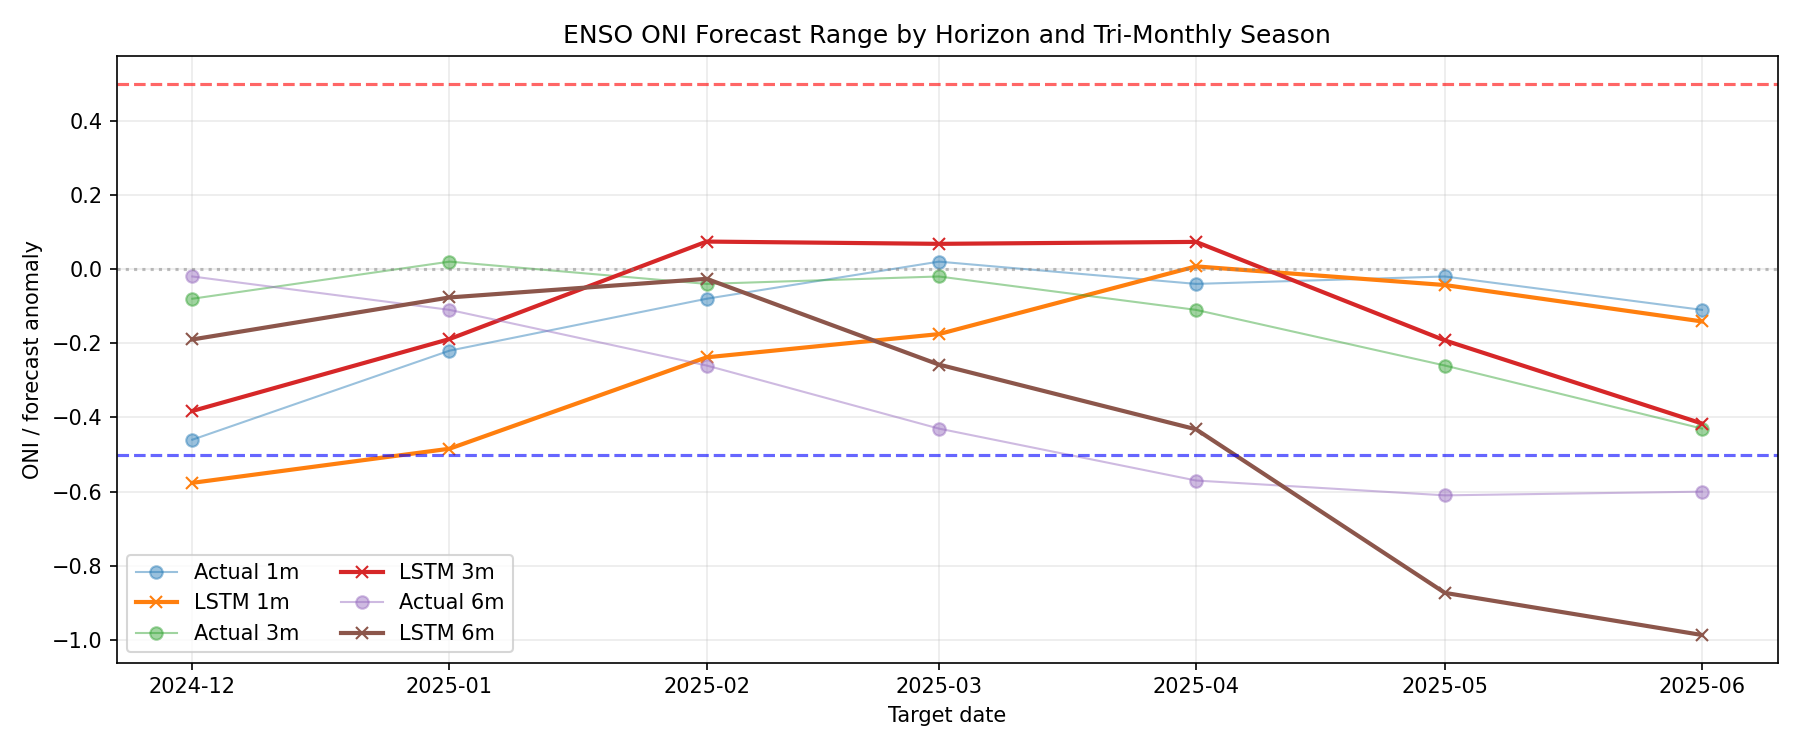 ENSO ONI Forecast Range by Horizon and Tri-Monthly Season
ONI / forecast anomaly
0.4
0.2
0.0
−0.2
−0.4
−0.6
−0.8
−1.0
Actual 1m
LSTM 1m
Actual 3m
LSTM 3m
Actual 6m
LSTM 6m
2024-12 2025-01 2025-02 2025-03 2025-04 2025-05 2025-06
Target date